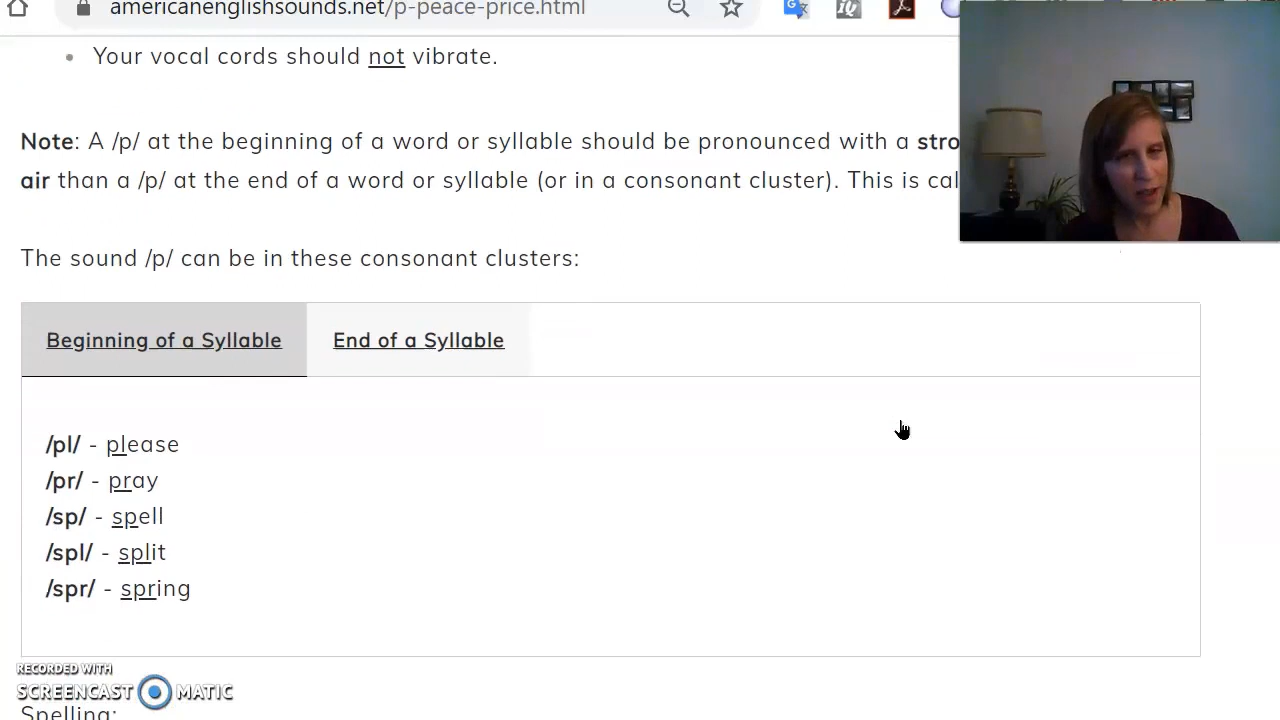 americanenglishsounds.net/p-peace-price.html
• Your vocal cords should not vibrate.
Note: A /p/ at the beginning of a word or syllable should be pronounced with a stro
air than a /p/ at the end of a word or syllable (or in a consonant cluster). This is cal
The sound /p/ can be in these consonant clusters:
Beginning of a Syllable End of a Syllable
/pl/ - please
/pr/ - pray
/sp/ - spell
/spl/ - split
/spr/ - spring
RECORDED WITH
SCREENCAST MATIC
Spelling: